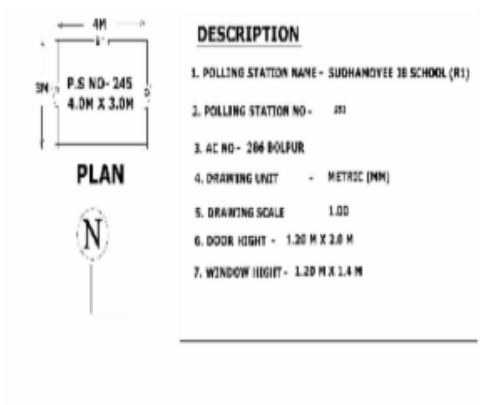 4M
3M
P.S NO- 245
4.0M X 3.0M
PLAN
N
DESCRIPTION
1. POLLING STATION NAME - SUDHAMOYEE JB SCHOOL (R1)
2. POLLING STATION NO -
3. AC NO - 286 BOLPUR
4. DRAWING UNIT - METRIC (MM)
5. DRAWING SCALE 1.00
6. DOOR HIGHT - 1.20 M X 2.0 M
7. WINDOW HIGHT - 1.20 M X 1.4 M